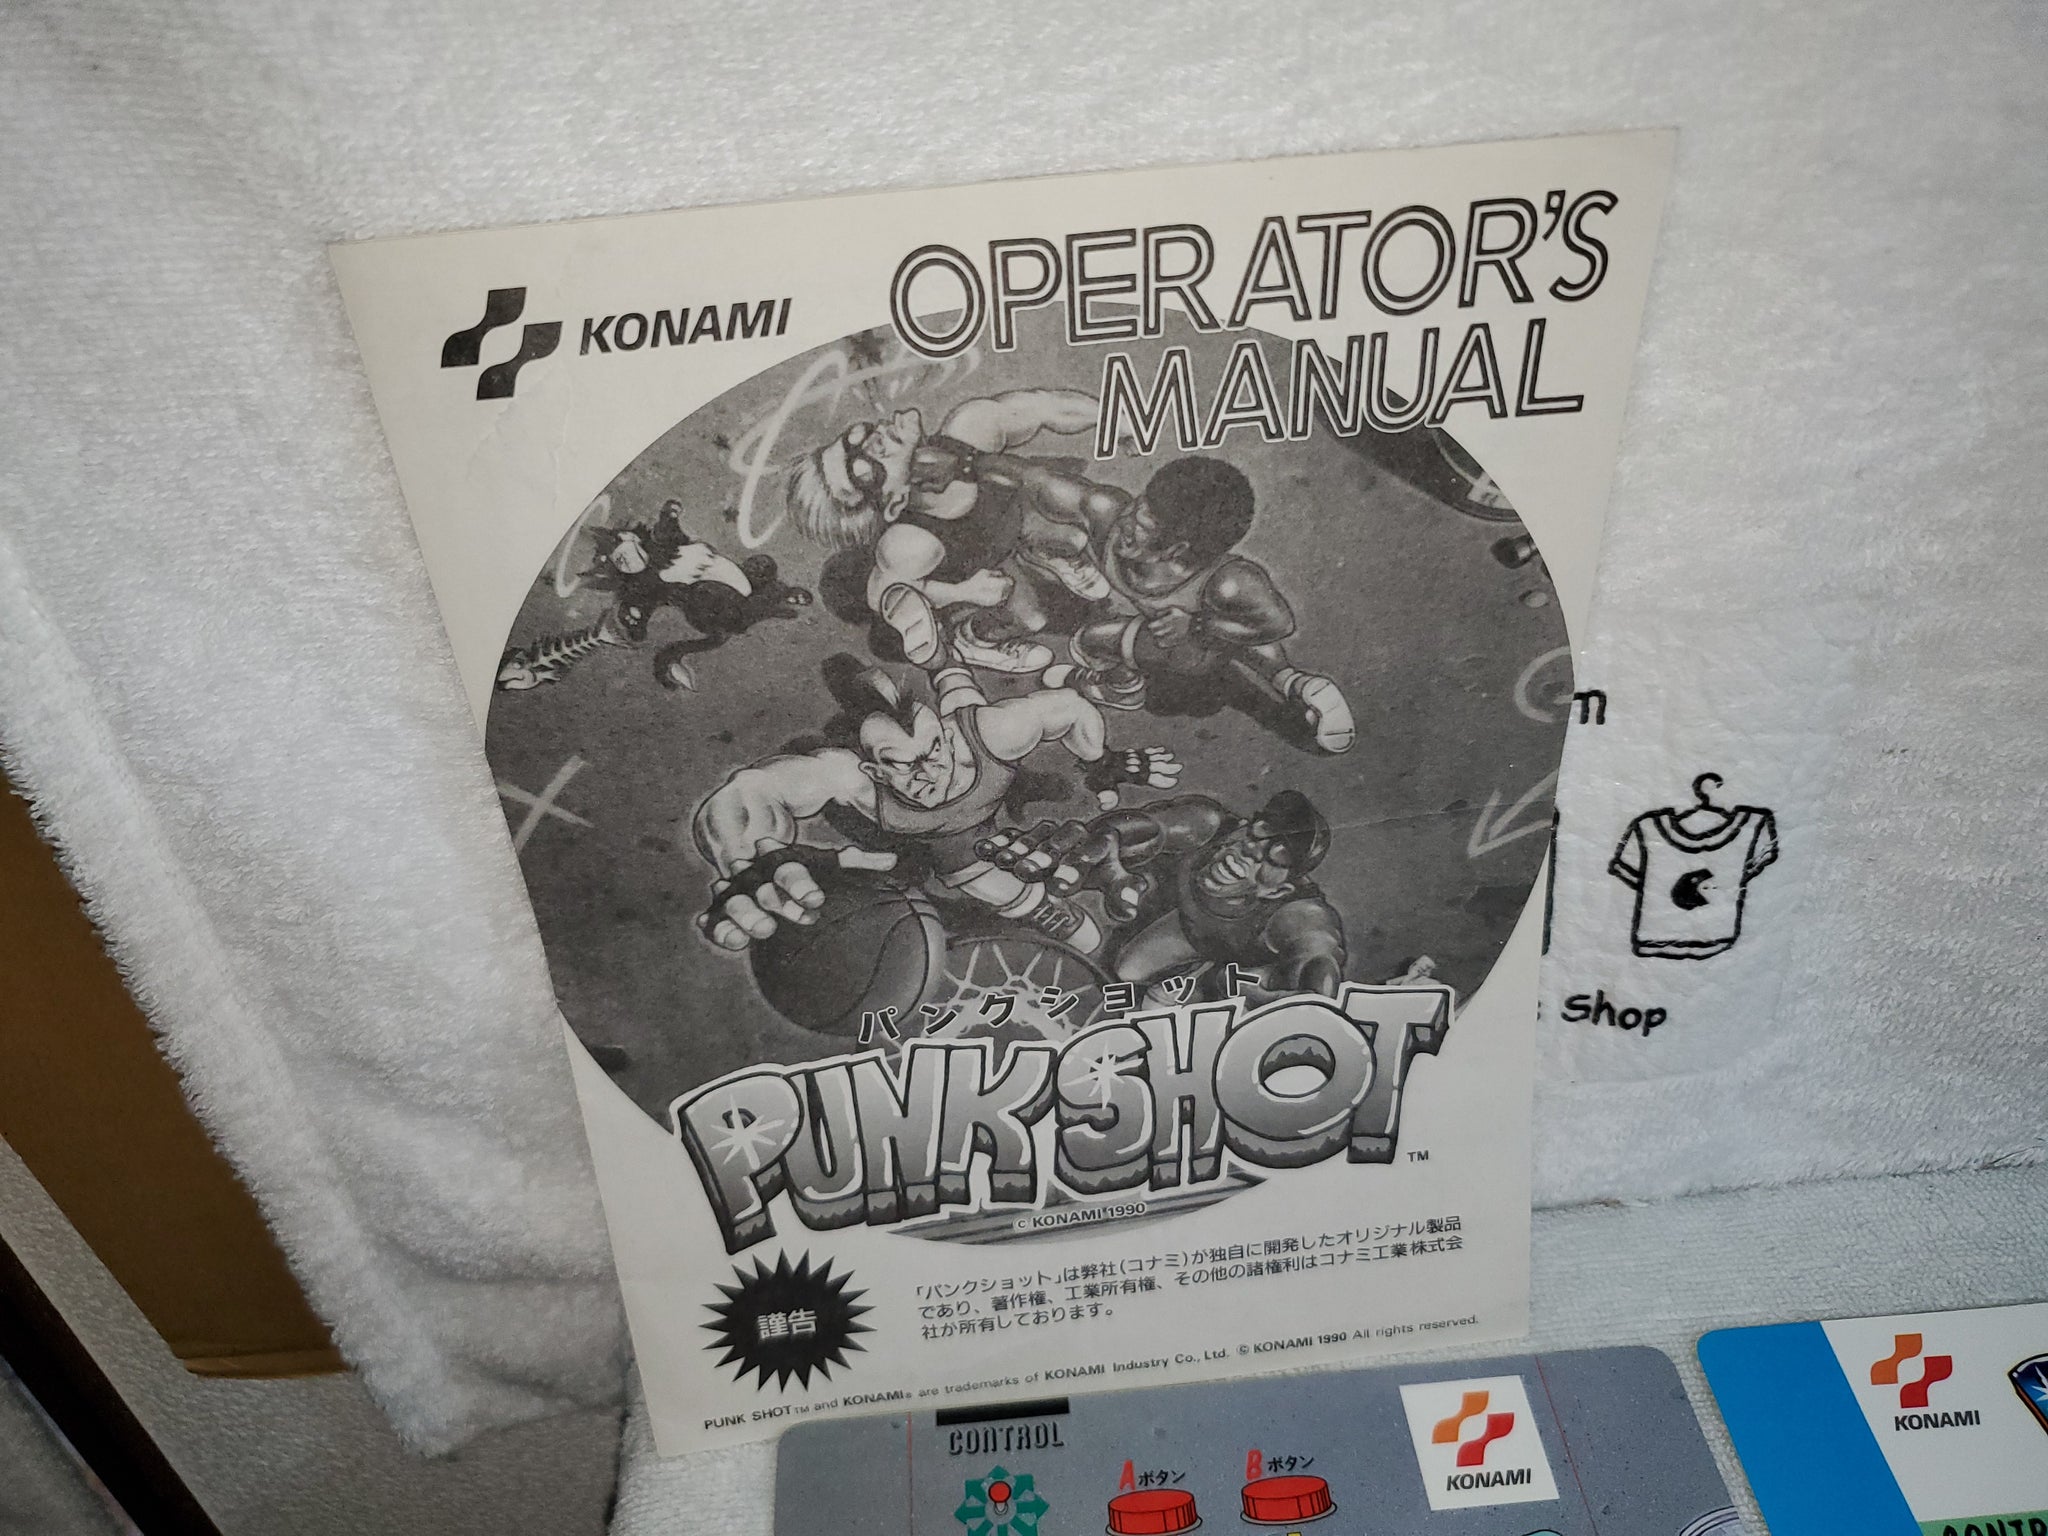 KONAMI
OPERATOR'S
MANUAL
パンクショット
PUNK SHOT™
© KONAMI 1990
謹告
「パンクショット」は弊社(コナミ)が独自に開発したオリジナル製品
であり、著作権、工業所有権、その他の諸権利はコナミ工業株式会
社が所有しております。
PUNK SHOT™ and KONAMI® are trademarks of KONAMI Industry Co., Ltd. © KONAMI 1990 All rights reserved.
Shop
CONTROL
Aボタン
Bボタン
KONAMI
KONAMI